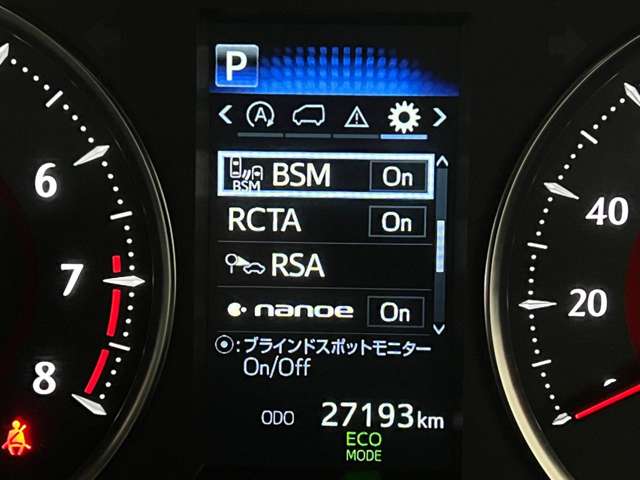 P
A
BSM
BSM On
RCTA On
RSA
nanoe On
: ブラインドスポットモニター
On/Off
ODO 27193km
ECO
MODE
6
7
8
40
20